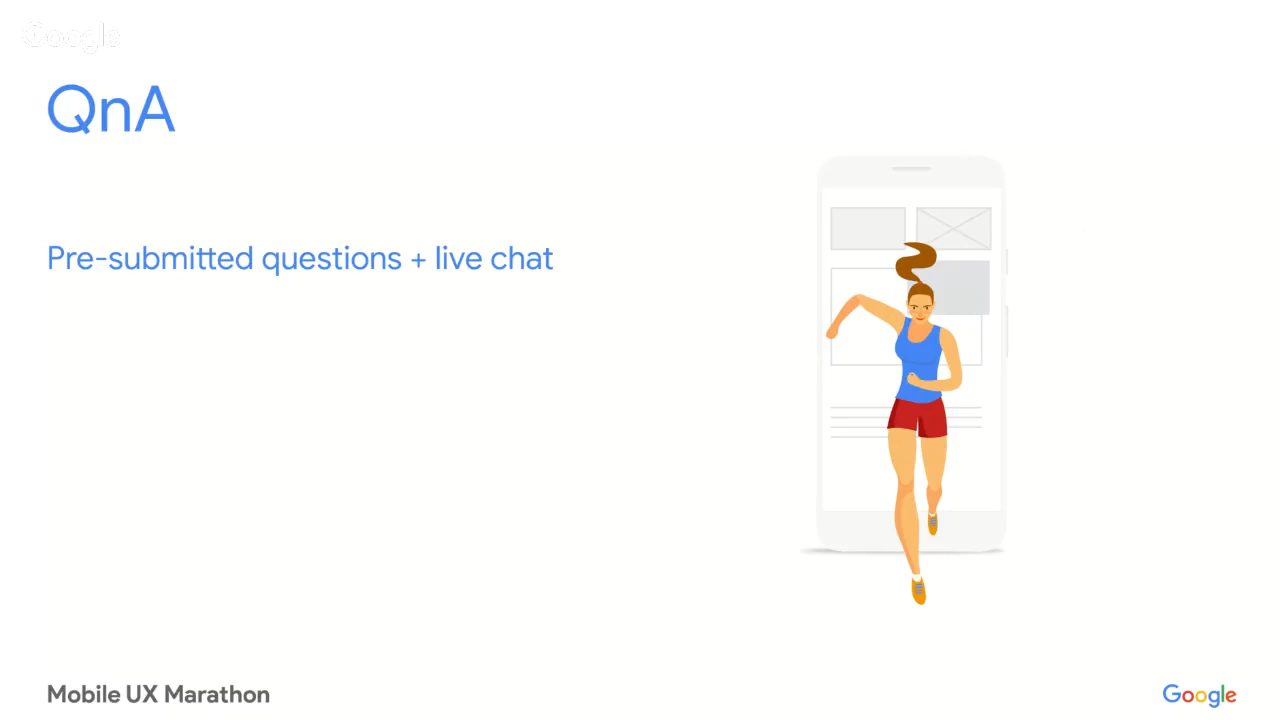 Google
QnA
Pre-submitted questions + live chat
Mobile UX Marathon
Google